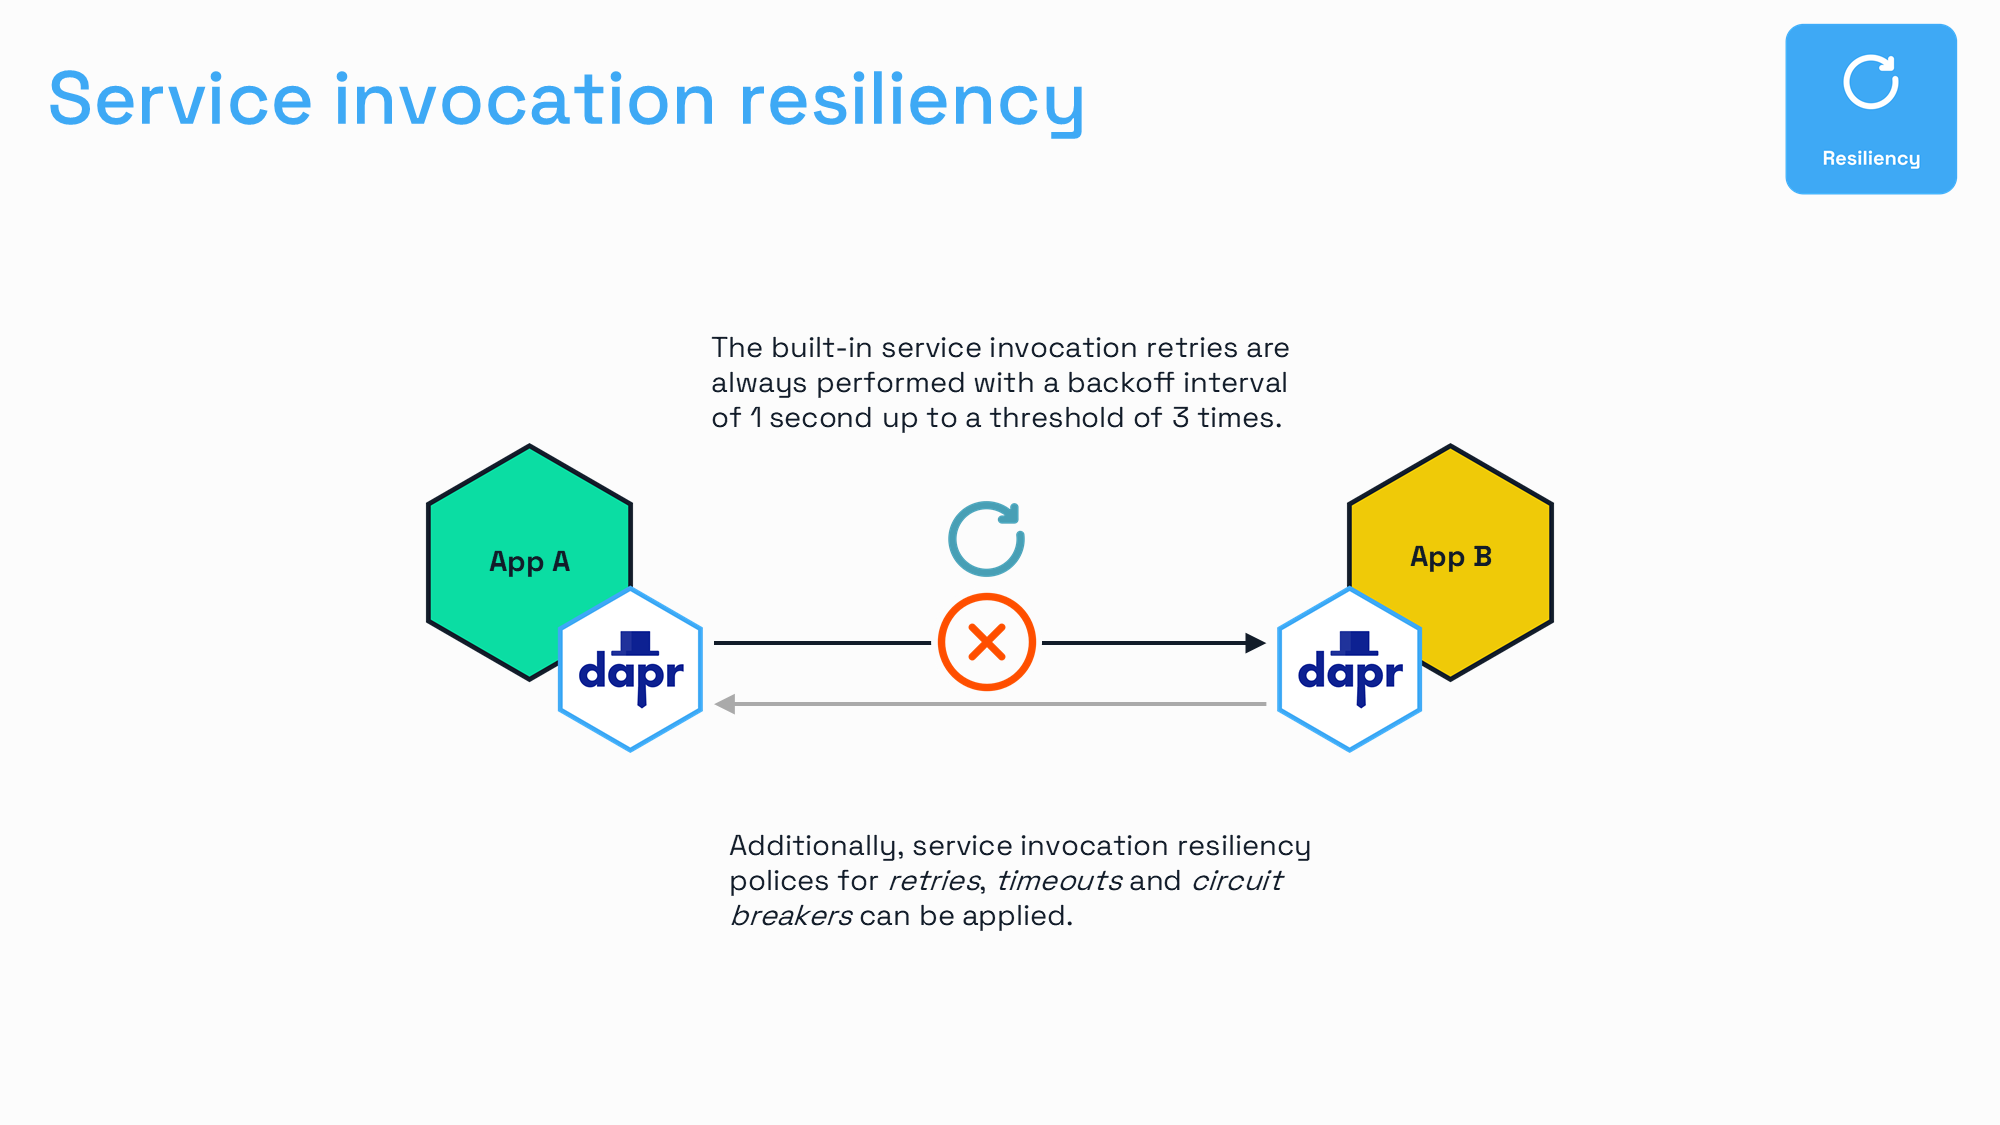 Service invocation resiliency
Resiliency
The built-in service invocation retries are
always performed with a backoff interval
of 1 second up to a threshold of 3 times.
App A
App B
dapr
dapr
Additionally, service invocation resiliency
polices for retries, timeouts and circuit
breakers can be applied.